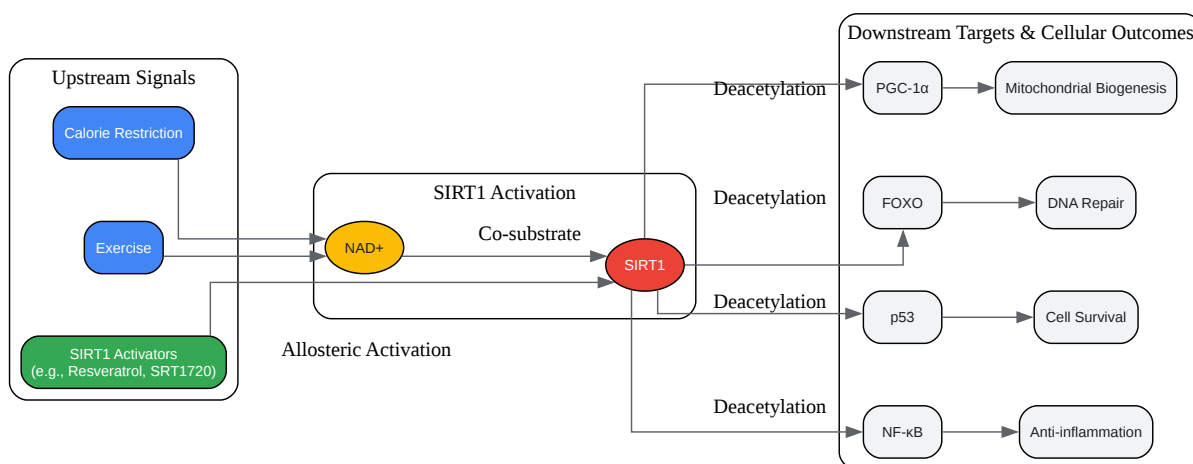 Upstream Signals
Calorie Restriction
Exercise
SIRT1 Activators
(e.g., Resveratrol, SRT1720)
Allosteric Activation
SIRT1 Activation
NAD+
Co-substrate
SIRT1
Downstream Targets & Cellular Outcomes
Deacetylation
PGC-1α
Mitochondrial Biogenesis
Deacetylation
FOXO
DNA Repair
Deacetylation
p53
Cell Survival
Deacetylation
NF-κB
Anti-inflammation